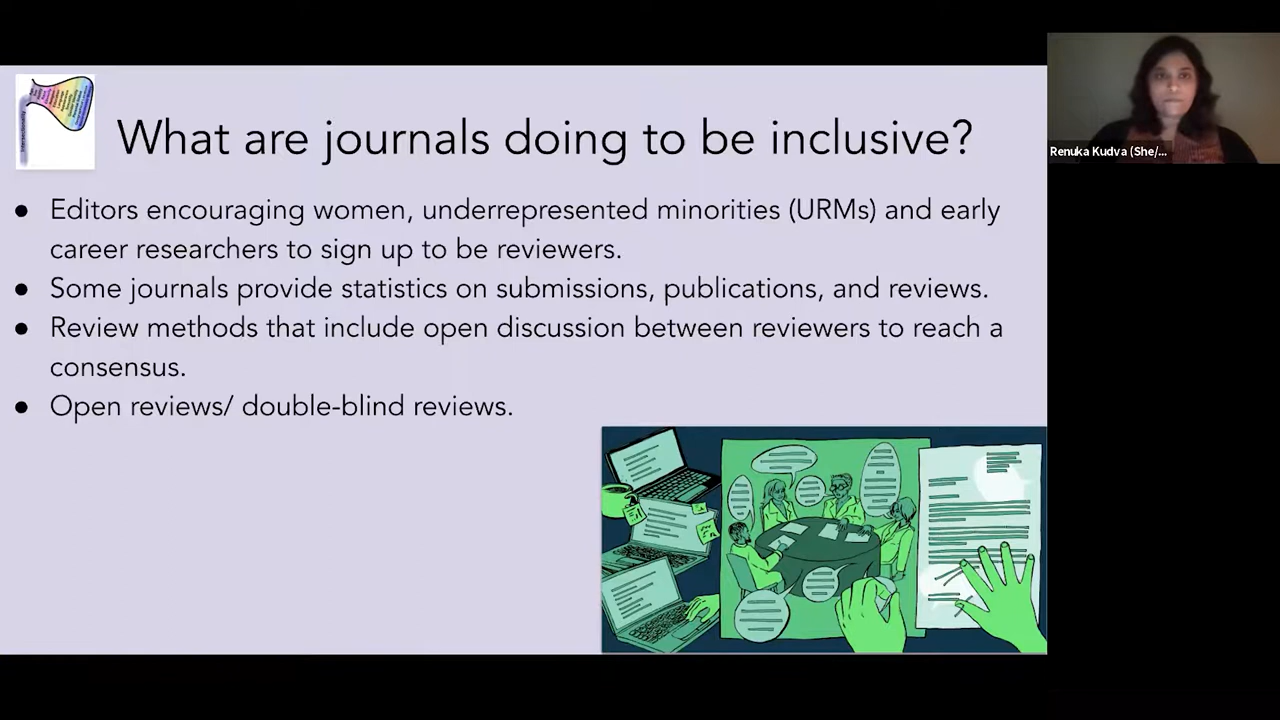 What are journals doing to be inclusive?
● Editors encouraging women, underrepresented minorities (URMs) and early
career researchers to sign up to be reviewers.
● Some journals provide statistics on submissions, publications, and reviews.
● Review methods that include open discussion between reviewers to reach a
consensus.
● Open reviews/ double-blind reviews.
Renuka Kudva (She/...
Intersectionality